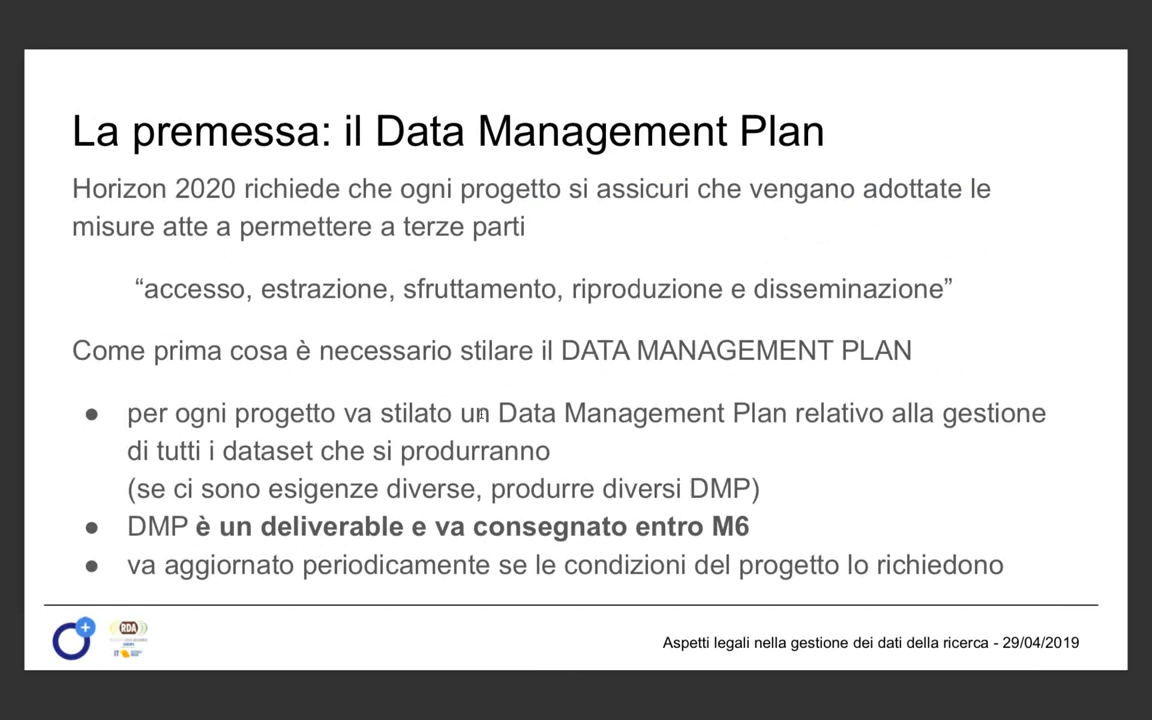 La premessa: il Data Management Plan
Horizon 2020 richiede che ogni progetto si assicuri che vengano adottate le
misure atte a permettere a terze parti
“accesso, estrazione, sfruttamento, riproduzione e disseminazione”
Come prima cosa è necessario stilare il DATA MANAGEMENT PLAN
● per ogni progetto va stilato un Data Management Plan relativo alla gestione
di tutti i dataset che si produrranno
(se ci sono esigenze diverse, produrre diversi DMP)
● DMP è un deliverable e va consegnato entro M6
● va aggiornato periodicamente se le condizioni del progetto lo richiedono
RDA
IT
Aspetti legali nella gestione dei dati della ricerca - 29/04/2019